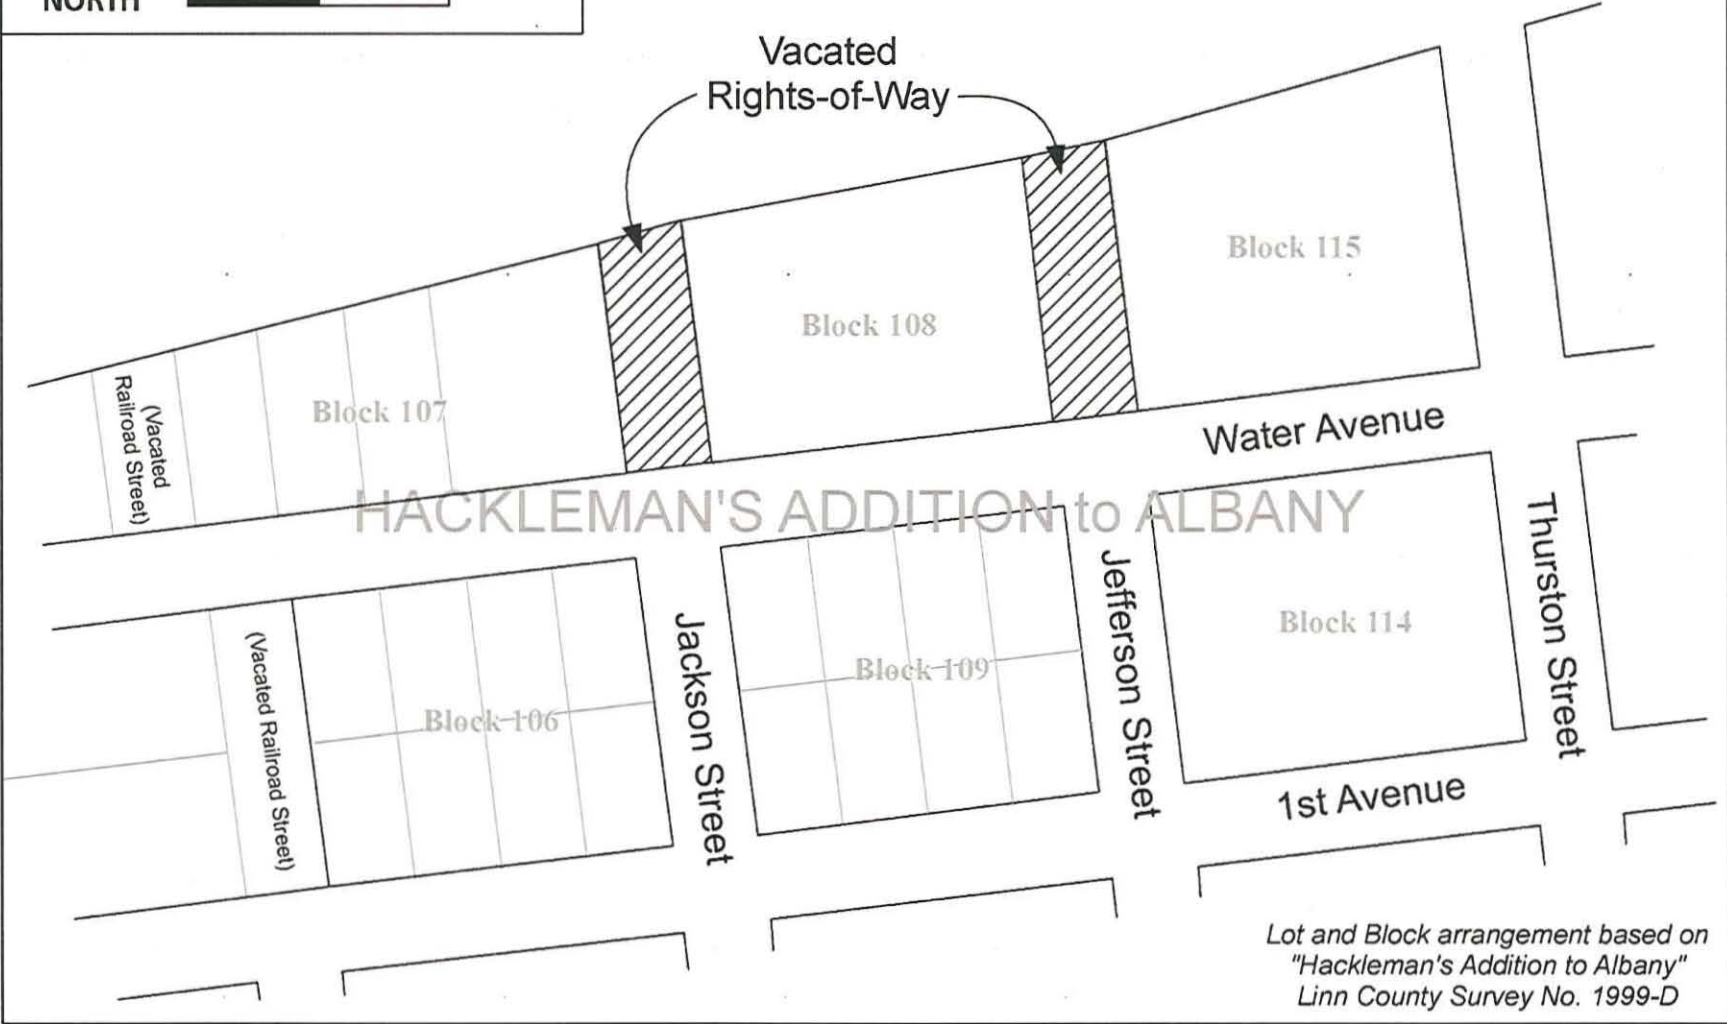 NORTH
Vacated
Rights-of-Way
Block 115
Block 108
Block 107
(Vacated
Railroad Street)
Water Avenue
HACKLEMAN'S ADDITION to ALBANY
Thurston Street
Jefferson Street
Jackson Street
Block 114
Block 109
Block 106
(Vacated Railroad Street)
1st Avenue
Lot and Block arrangement based on
"Hackleman's Addition to Albany"
Linn County Survey No. 1999-D